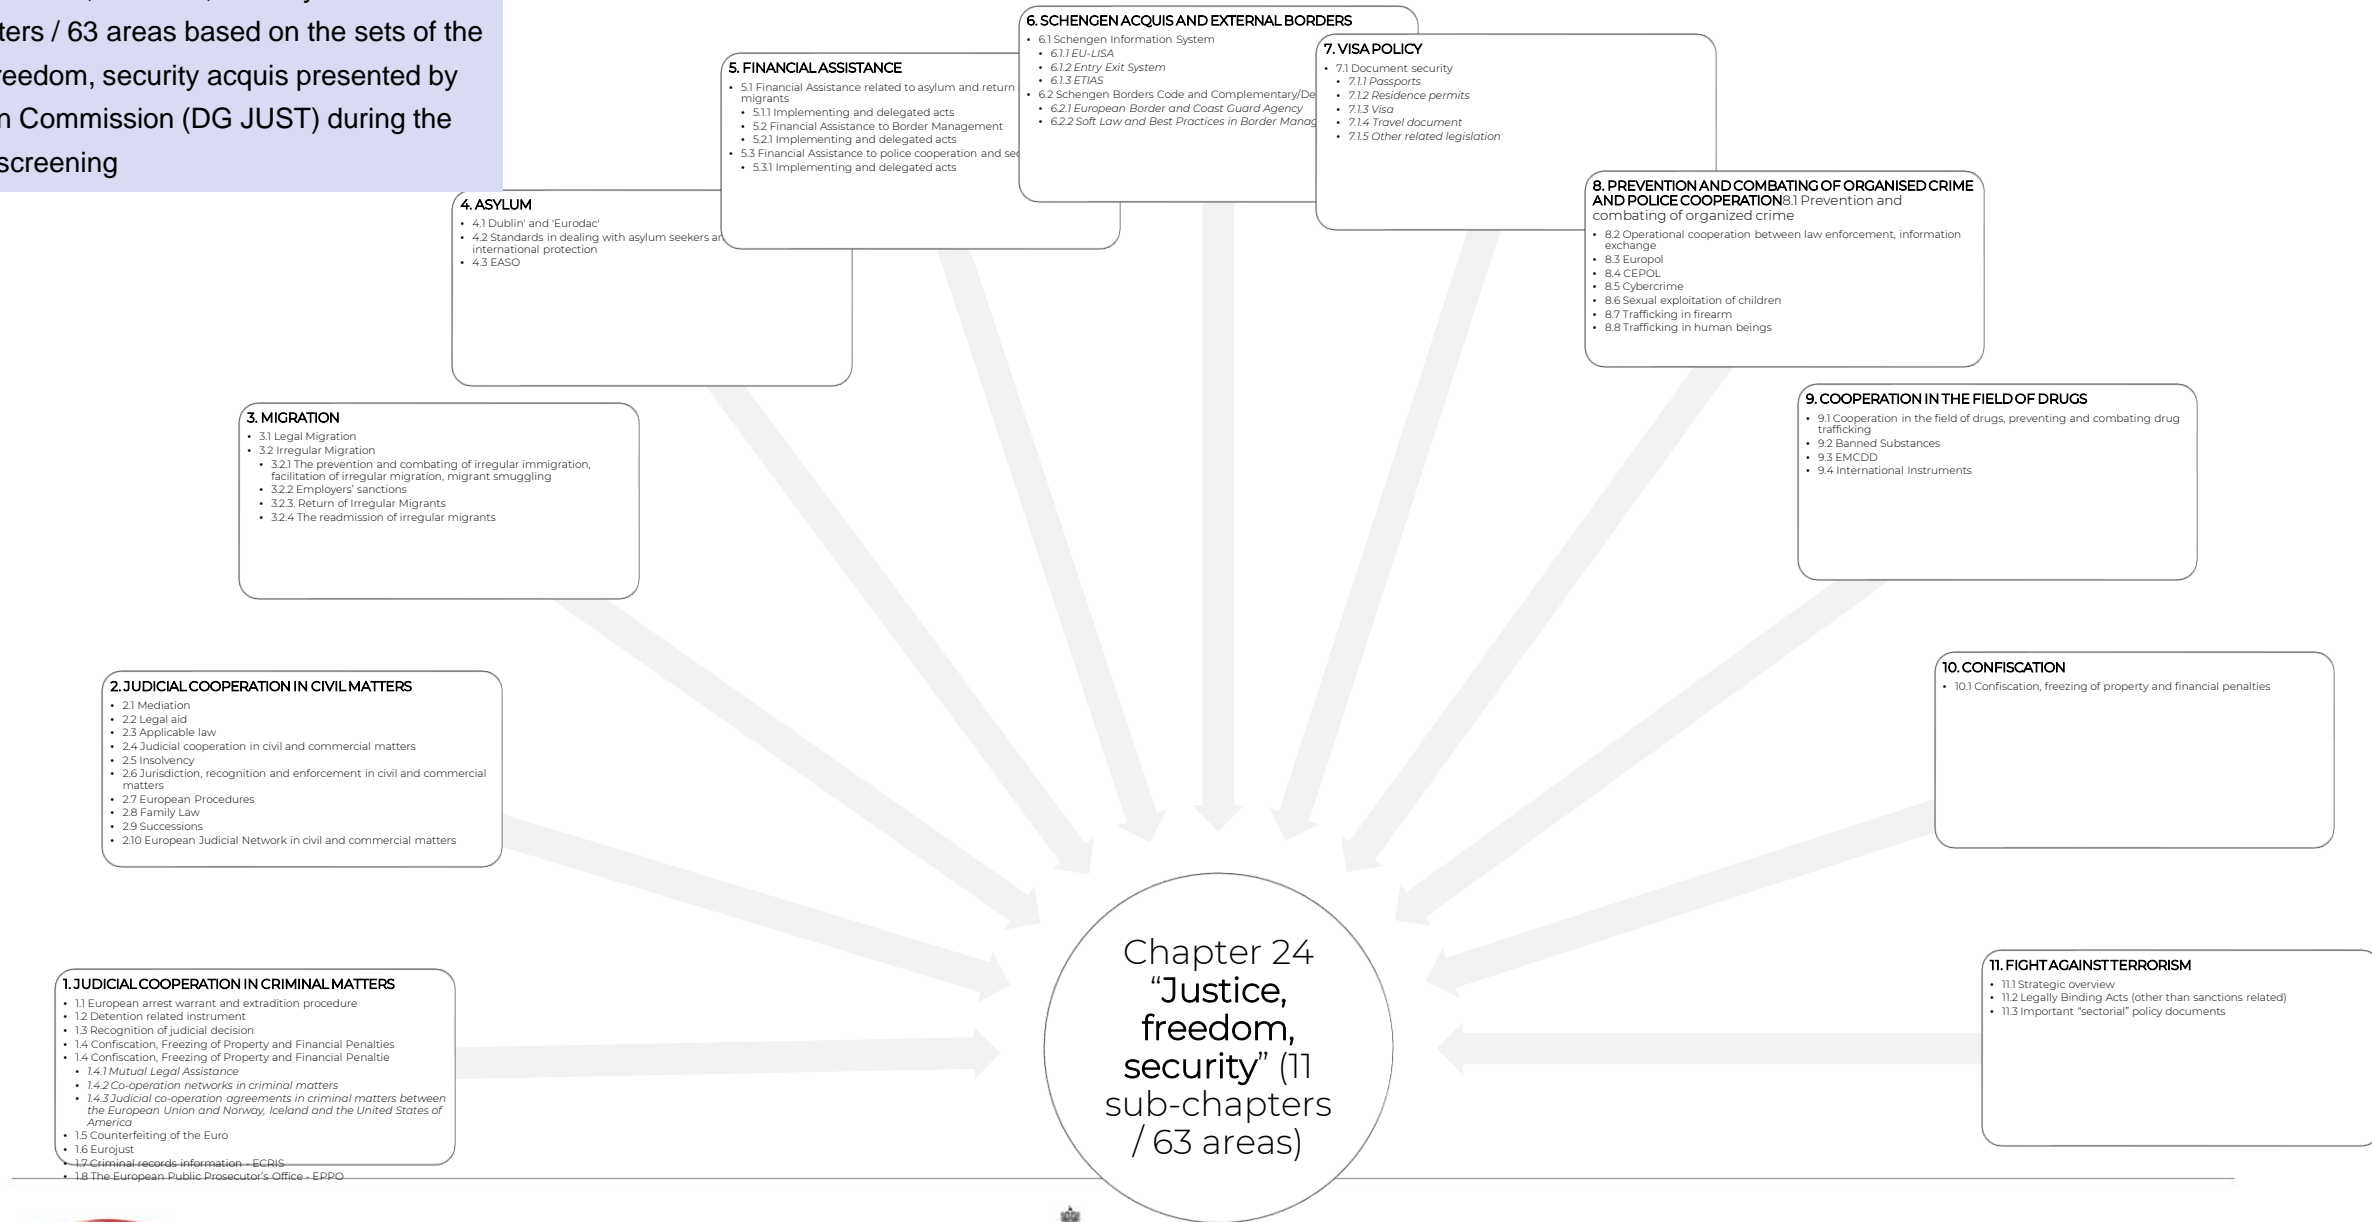 ters / 63 areas based on the sets of the
reedom, security acquis presented by
n Commission (DG JUST) during the
screening
1. JUDICIAL COOPERATION IN CRIMINAL MATTERS
• 1.1 European arrest warrant and extradition procedure
• 1.2 Detention related instrument
• 1.3 Recognition of judicial decision
• 1.4 Confiscation, Freezing of Property and Financial Penalties
• 1.4 Confiscation, Freezing of Property and Financial Penaltie
• 1.4.1 Mutual Legal Assistance
• 1.4.2 Co-operation networks in criminal matters
• 1.4.3 Judicial co-operation agreements in criminal matters between
the European Union and Norway, Iceland and the United States of
America
• 1.5 Counterfeiting of the Euro
• 1.6 Eurojust
• 1.7 Criminal records information - ECRIS
• 1.8 The European Public Prosecutor's Office - EPPO
2. JUDICIAL COOPERATION IN CIVIL MATTERS
• 2.1 Mediation
• 2.2 Legal aid
• 2.3 Applicable law
• 2.4 Judicial cooperation in civil and commercial matters
• 2.5 Insolvency
• 2.6 Jurisdiction, recognition and enforcement in civil and commercial
matters
• 2.7 European Procedures
• 2.8 Family Law
• 2.9 Successions
• 2.10 European Judicial Network in civil and commercial matters
3. MIGRATION
• 3.1 Legal Migration
• 3.2 Irregular Migration
• 3.2.1 The prevention and combating of irregular immigration,
facilitation of irregular migration, migrant smuggling
• 3.2.2 Employers' sanctions
• 3.2.3. Return of Irregular Migrants
• 3.2.4 The readmission of irregular migrants
4. ASYLUM
• 4.1 Dublin' and 'Eurodac'
• 4.2 Standards in dealing with asylum seekers
international protection
• 4.3 EASO
5. FINANCIAL ASSISTANCE
• 5.1 Financial Assistance related to asylum and return
migrants
• 5.1.1 Implementing and delegated acts
• 5.2 Financial Assistance to Border Management
• 5.2.1 Implementing and delegated acts
• 5.3 Financial Assistance to police cooperation and
• 5.3.1 Implementing and delegated acts
6. SCHENGEN ACQUIS AND EXTERNAL BORDERS
• 6.1 Schengen Information System
• 6.1.1 EU-LISA
• 6.1.2 Entry Exit System
• 6.1.3 ETIAS
• 6.2 Schengen Borders Code and Complementary/De
• 6.2.1 European Border and Coast Guard Agency
• 6.2.2 Soft Law and Best Practices in Border Manag
7. VISA POLICY
• 7.1 Document security
• 7.1.1 Passports
• 7.1.2 Residence permits
• 7.1.3 Visa
• 7.1.4 Travel document
• 7.1.5 Other related legislation
8. PREVENTION AND COMBATING OF ORGANISED CRIME
AND POLICE COOPERATION8.1 Prevention and
combating of organized crime
• 8.2 Operational cooperation between law enforcement, information
exchange
• 8.3 Europol
• 8.4 CEPOL
• 8.5 Cybercrime
• 8.6 Sexual exploitation of children
• 8.7 Trafficking in firearm
• 8.8 Trafficking in human beings
9. COOPERATION IN THE FIELD OF DRUGS
• 9.1 Cooperation in the field of drugs, preventing and combating drug
trafficking
• 9.2 Banned Substances
• 9.3 EMCDD
• 9.4 International Instruments
10. CONFISCATION
• 10.1 Confiscation, freezing of property and financial penalties
11. FIGHT AGAINST TERRORISM
• 11.1 Strategic overview
• 11.2 Legally Binding Acts (other than sanctions related)
• 11.3 Important "sectorial" policy documents
Chapter 24
“Justice,
freedom,
security” (11
sub-chapters
/ 63 areas)